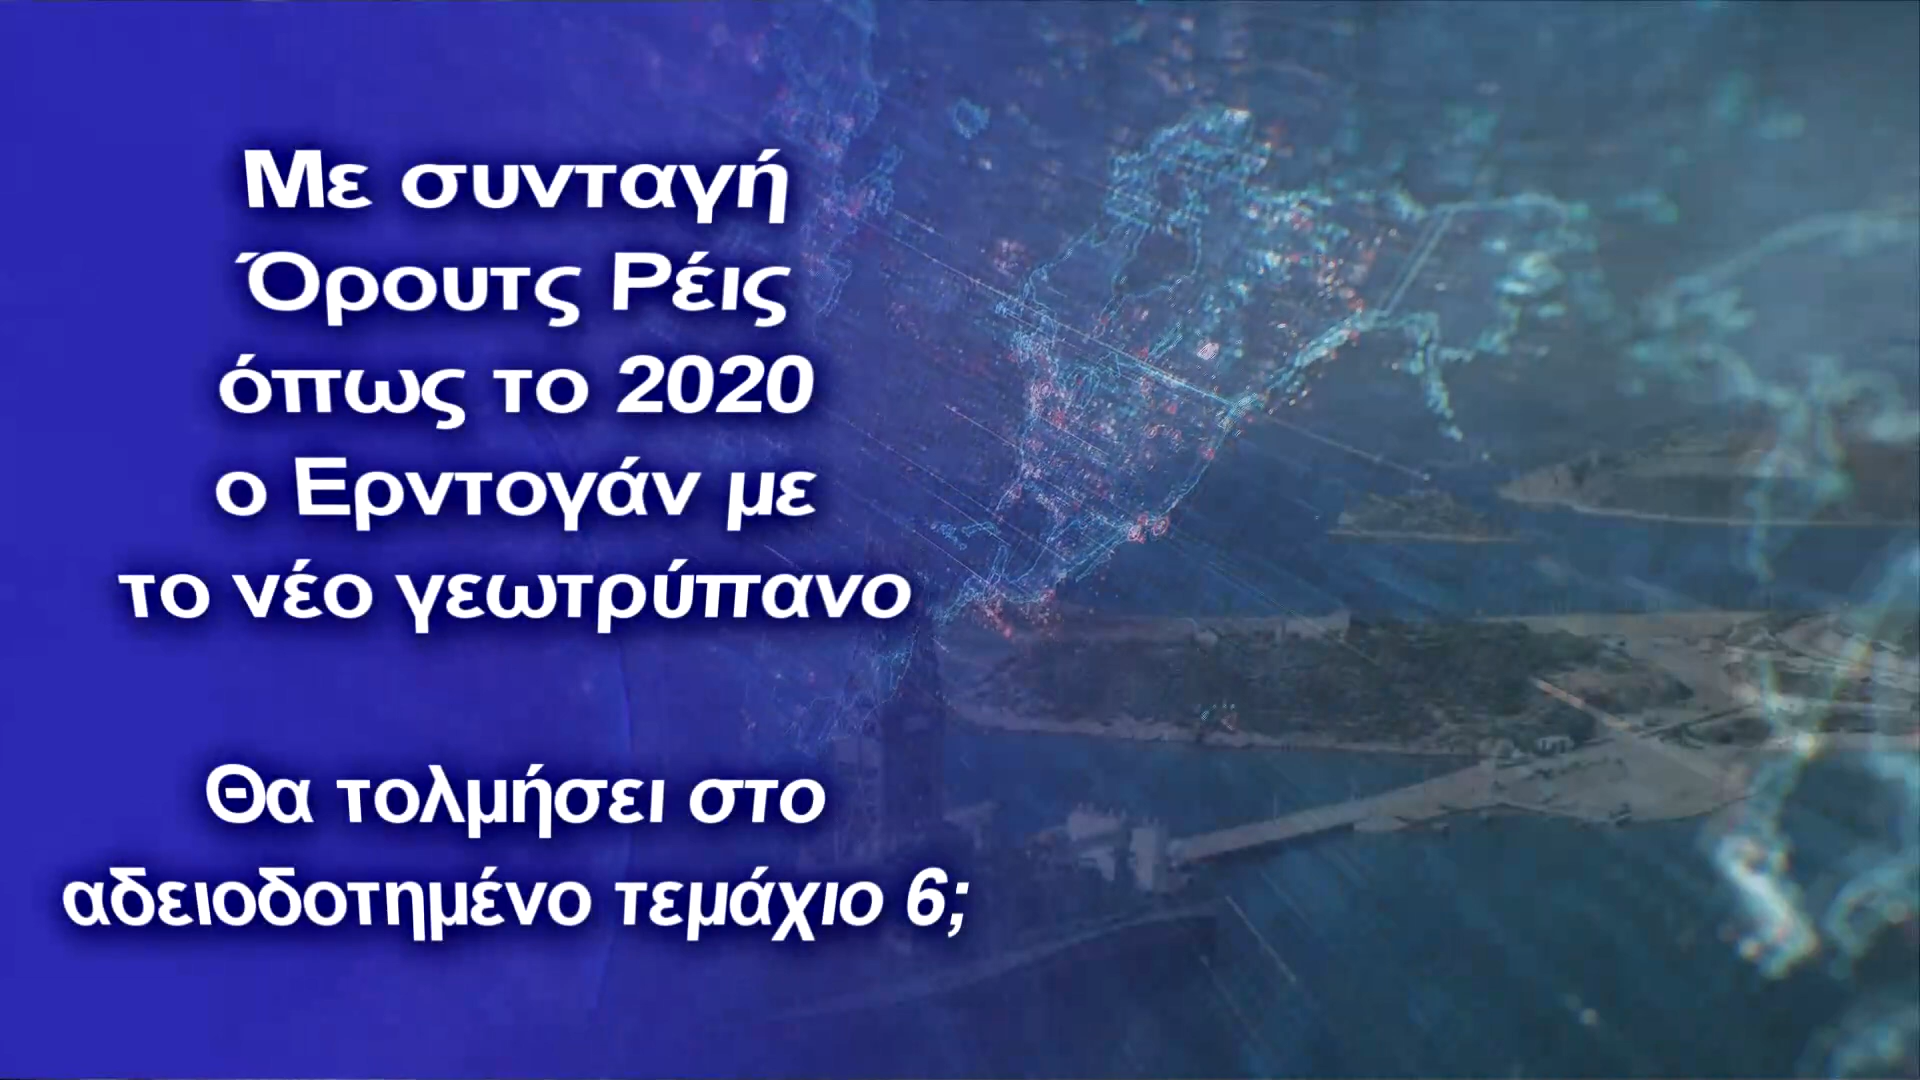 Με συνταγή
Όρουτς Ρέις
όπως το 2020
ο Ερντογάν με
το νέο γεωτρύπανο
Θα τολμήσει στο
αδειοδοτημένο τεμάχιο 6;